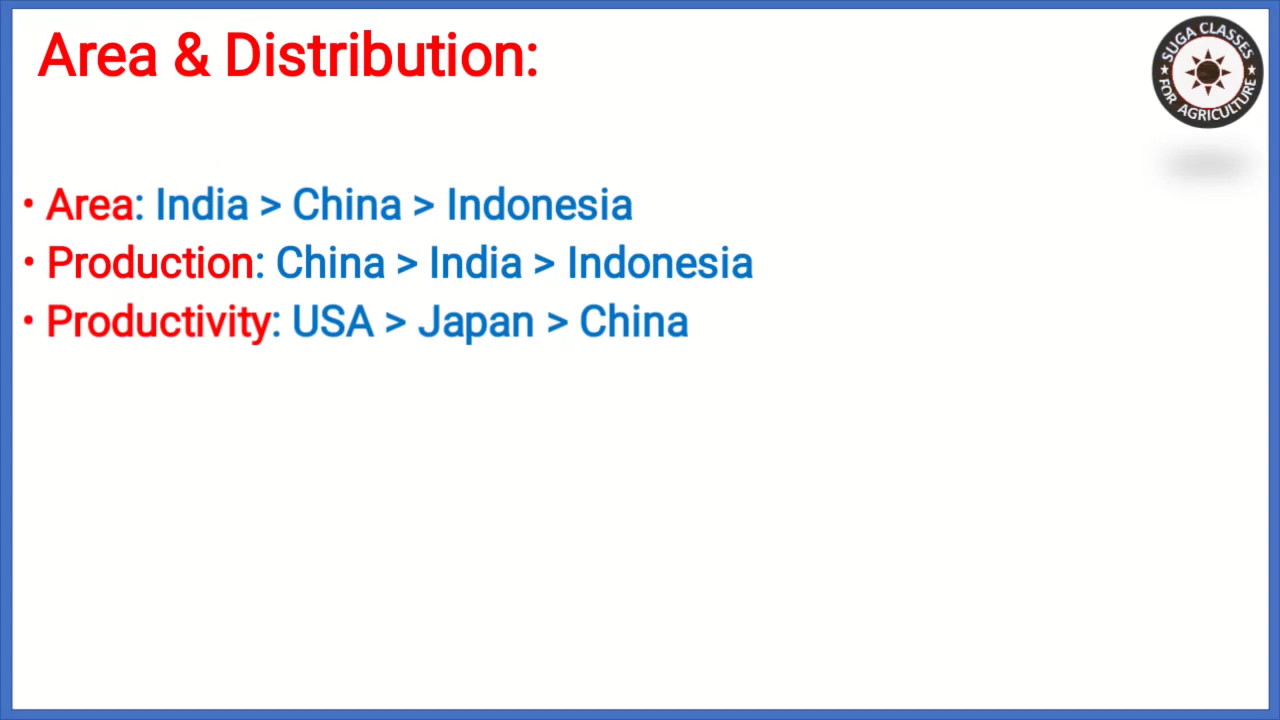 Area & Distribution:
SUGA CLASSES
FOR AGRICULTURE
• Area: India > China > Indonesia
• Production: China > India > Indonesia
• Productivity: USA > Japan > China